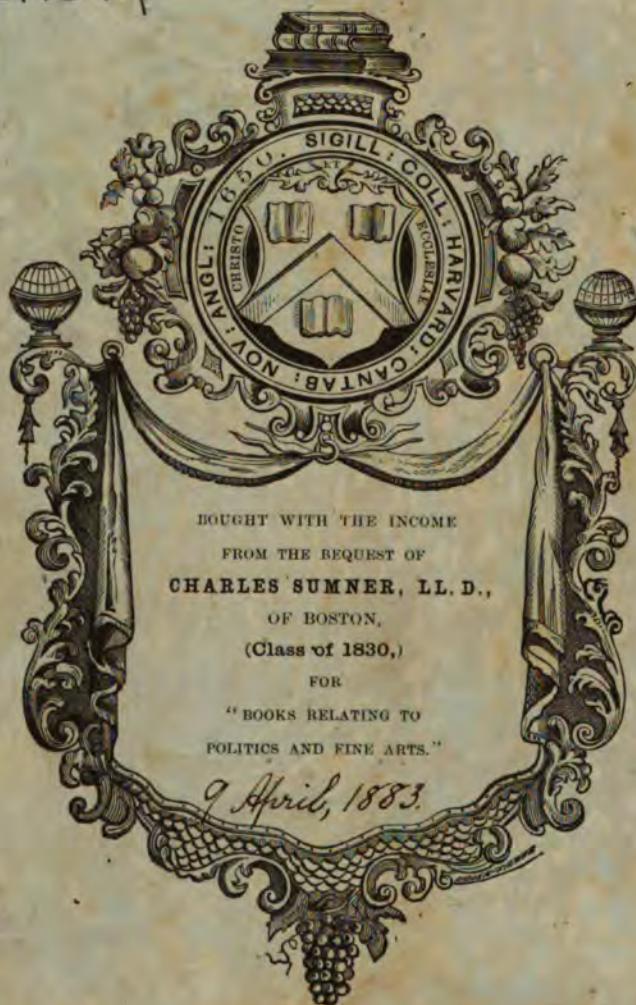 SIGILL: COLL: HARVARD: CANTAB: NOV: ANGL: 1650.
ET
CHRISTO
ECCLESIAE
BOUGHT WITH THE INCOME
FROM THE BEQUEST OF
CHARLES SUMNER, LL. D.,
OF BOSTON,
(Class of 1830,)
FOR
"BOOKS RELATING TO
POLITICS AND FINE ARTS."
9 April, 1883.